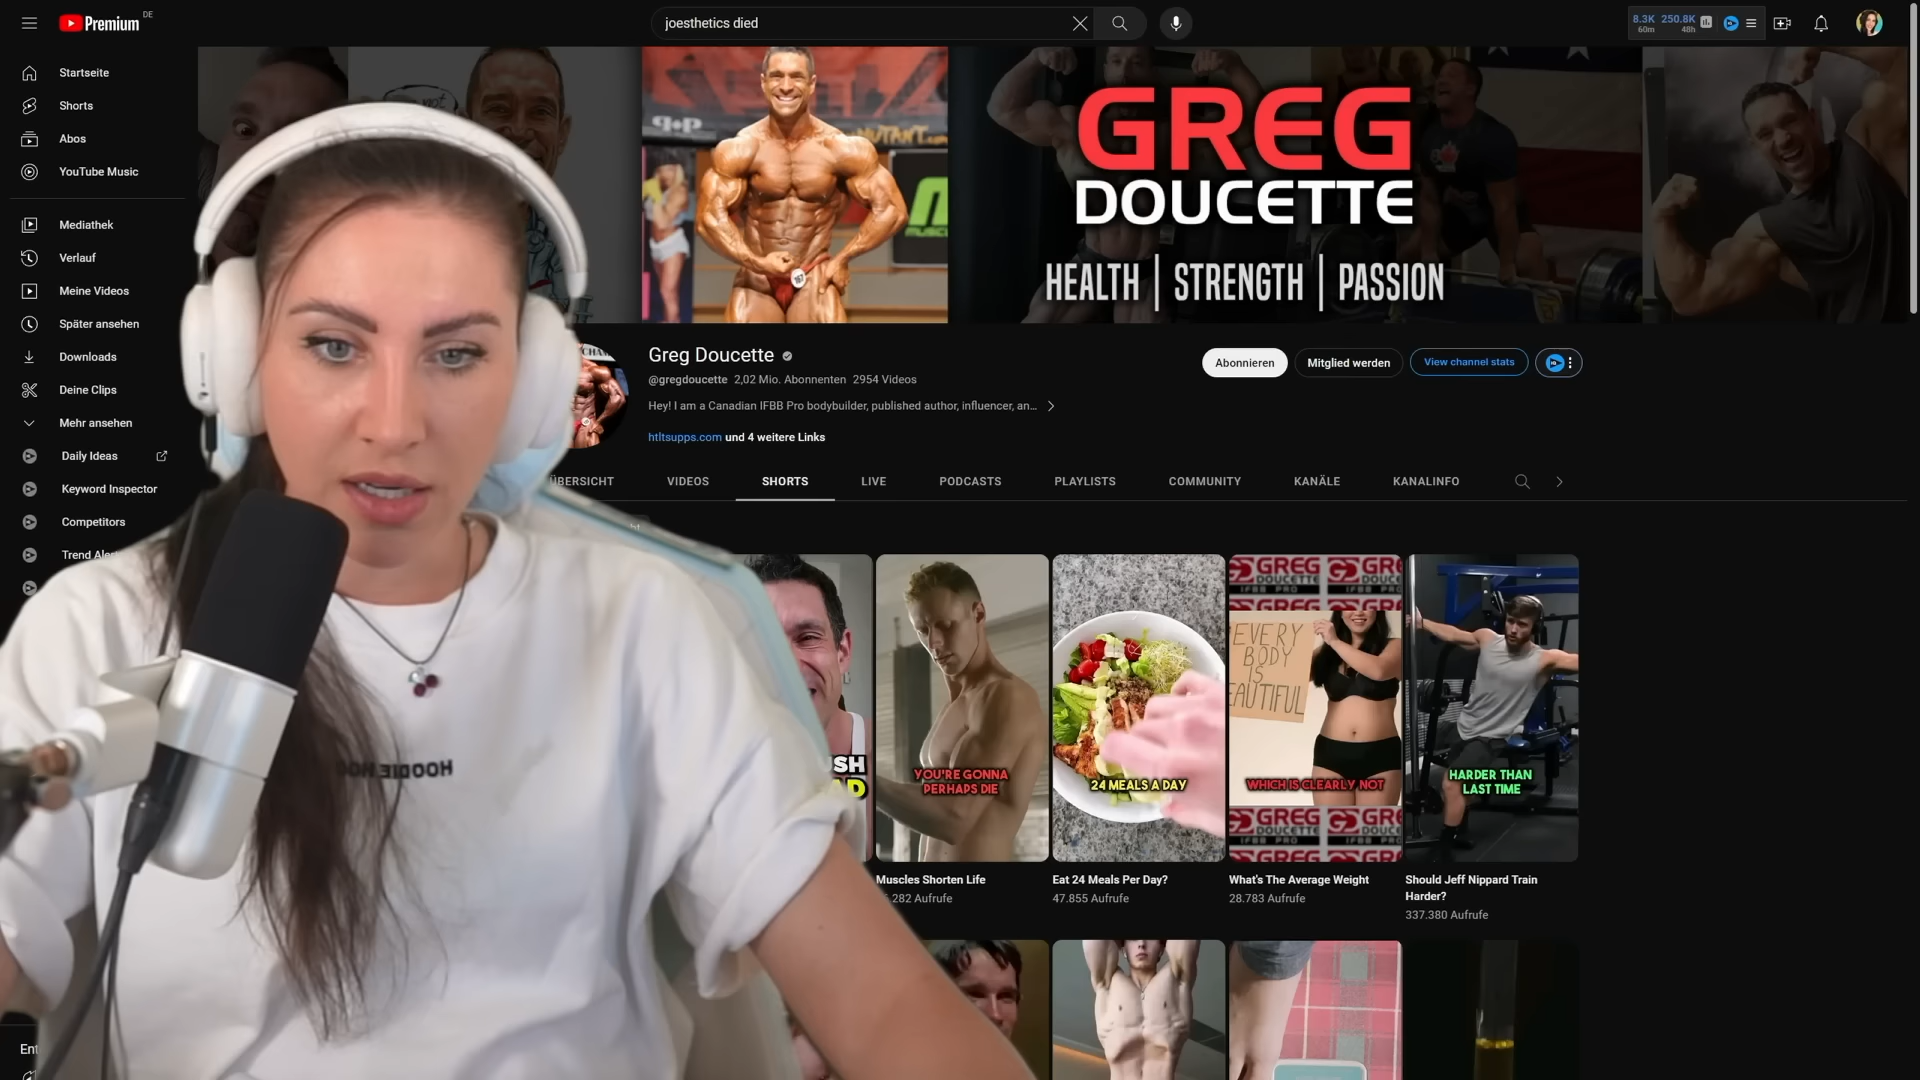 Premium
DE
joesthetics died
8.3K 250.8K
60m 48h
Startseite
Shorts
Abos
YouTube Music
Mediathek
Verlauf
Meine Videos
Später ansehen
Downloads
Deine Clips
Mehr ansehen
Daily Ideas
Keyword Inspector
Competitors
Trend
GREG
DOUCETTE
HEALTH | STRENGTH | PASSION
Greg Doucette
@gregdoucette 2,02 Mio. Abonnenten 2954 Videos
Hey! I am a Canadian IFBB Pro bodybuilder, published author, influencer, an...
htltsupps.com und 4 weitere Links
Abonnieren
Mitglied werden
View channel stats
ÜBERSICHT
VIDEOS
SHORTS
LIVE
PODCASTS
PLAYLISTS
COMMUNITY
KANÄLE
KANALINFO
HOODIE
YOU'RE GONNA
PERHAPS DIE
24 MEALS A DAY
EVERY
BODY
IS
EAUTIFUL
WHICH IS CLEARLY NOT
GREG
DOUCETTE
IFBB PRO
HARDER THAN
LAST TIME
Muscles Shorten Life
282 Aufrufe
Eat 24 Meals Per Day?
47.855 Aufrufe
What's The Average Weight
28.783 Aufrufe
Should Jeff Nippard Train
Harder?
337.380 Aufrufe